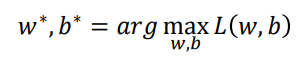 w*, b* = arg max L(w, b)
w,b